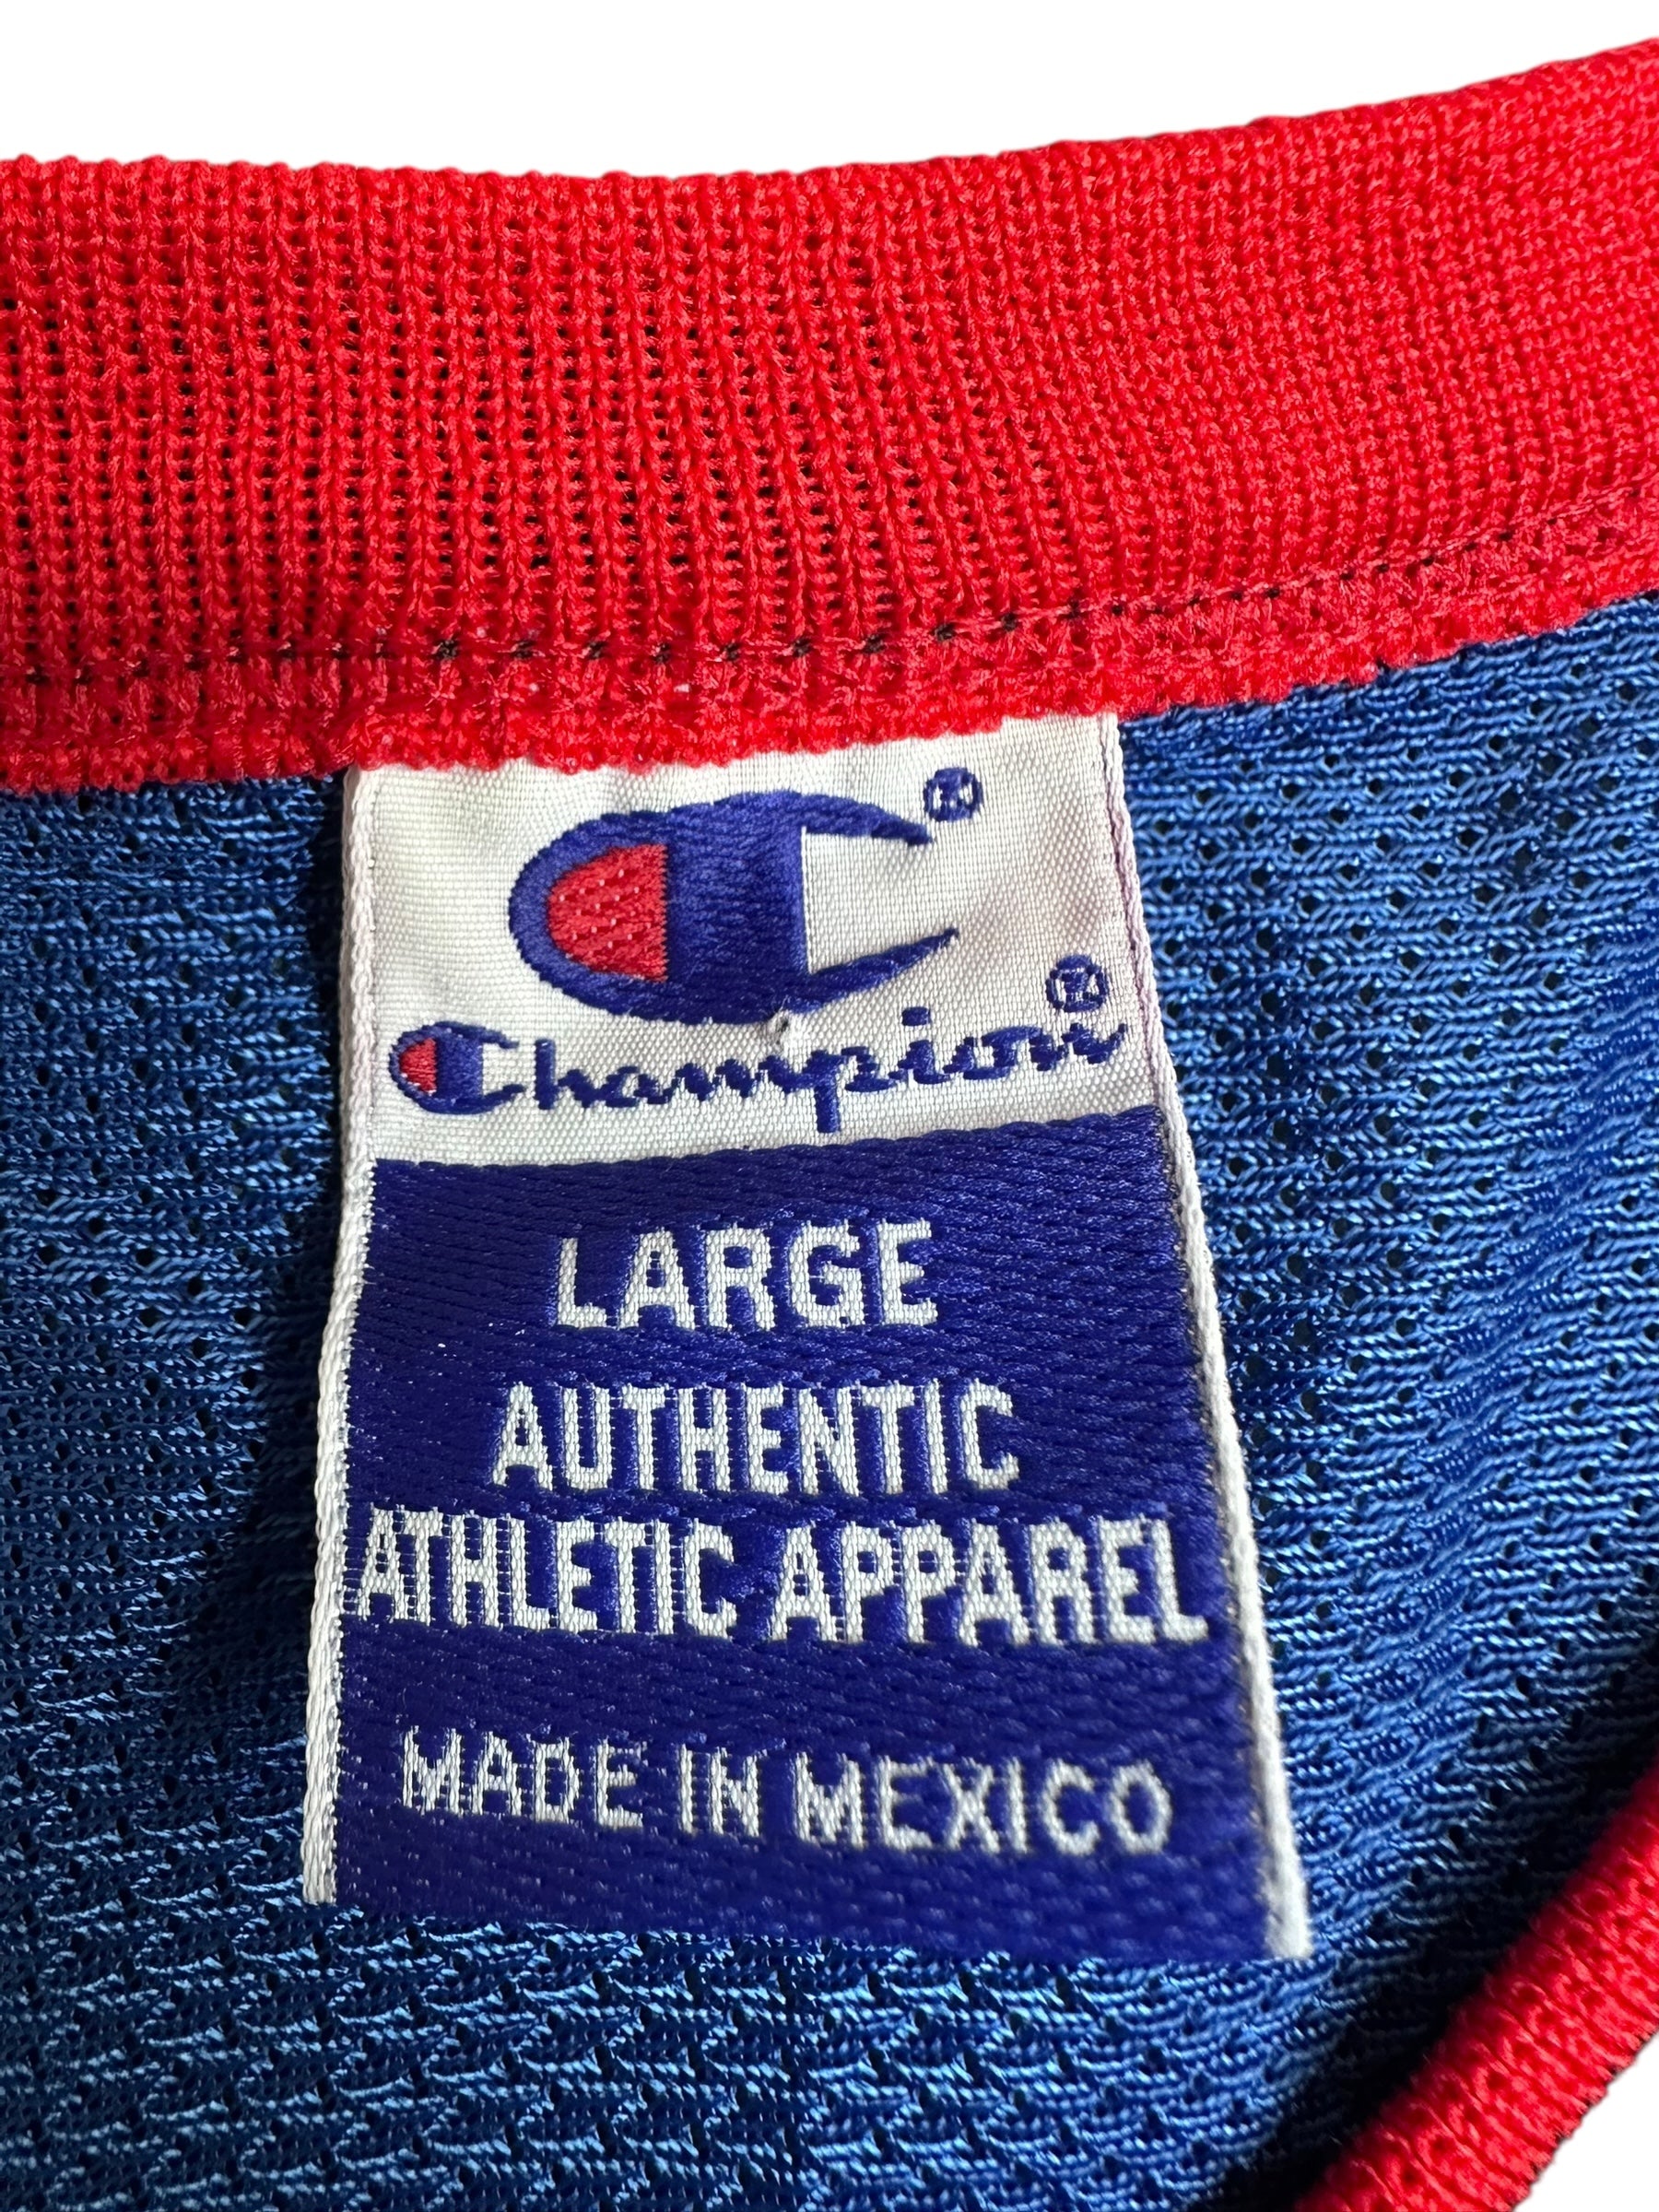 ®
Champion®
LARGE
AUTHENTIC
ATHLETIC APPAREL
MADE IN MEXICO